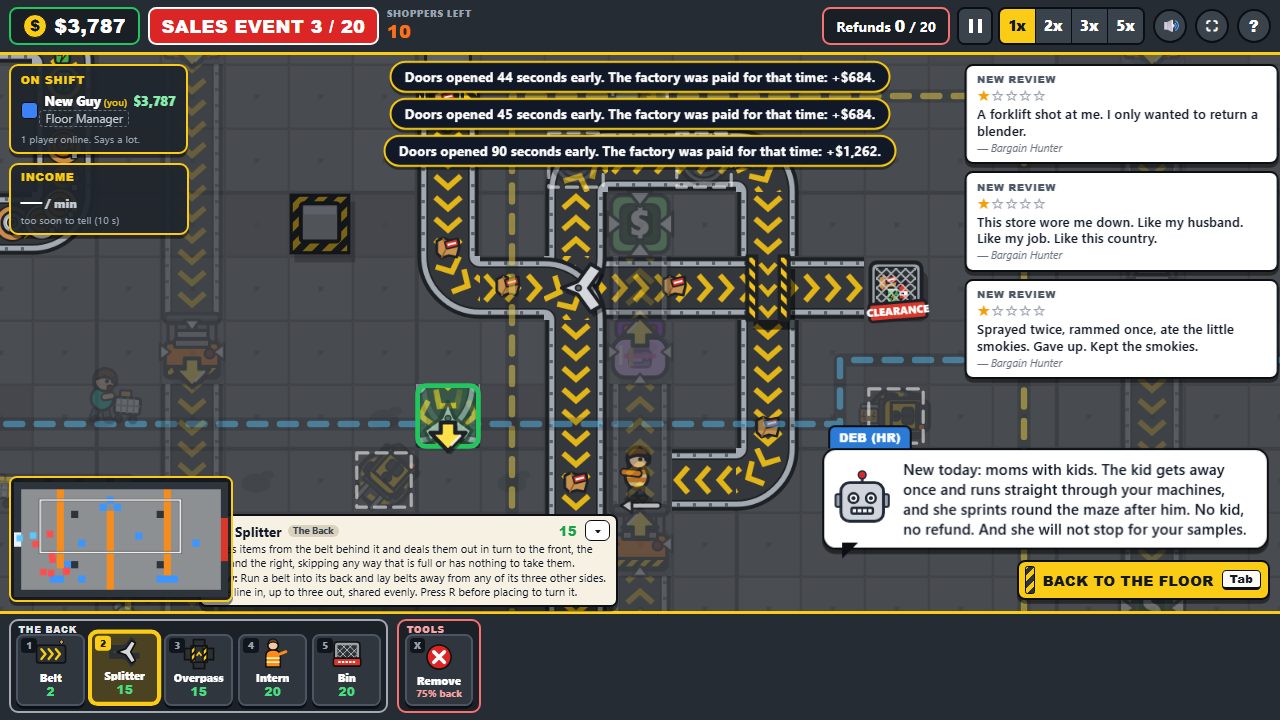 $ $3,787
SALES EVENT 3 / 20
SHOPPERS LEFT
10
Refunds 0 / 20
1x
2x
3x
5x
?
ON SHIFT
New Guy (you) $3,787
Floor Manager
1 player online. Says a lot.
INCOME
— / min
too soon to tell (10 s)
Doors opened 44 seconds early. The factory was paid for that time: +$684.
Doors opened 45 seconds early. The factory was paid for that time: +$684.
Doors opened 90 seconds early. The factory was paid for that time: +$1,262.
NEW REVIEW
A forklift shot at me. I only wanted to return a
blender.
— Bargain Hunter
NEW REVIEW
This store wore me down. Like my husband.
Like my job. Like this country.
— Bargain Hunter
NEW REVIEW
Sprayed twice, rammed once, ate the little
smokies. Gave up. Kept the smokies.
— Bargain Hunter
$
CLEARANCE
DEB (HR)
New today: moms with kids. The kid gets away
once and runs straight through your machines,
and she sprints round the maze after him. No kid,
no refund. And she will not stop for your samples.
BACK TO THE FLOOR Tab
Splitter The Back 15
items from the belt behind it and deals them out in turn to the front, the
and the right, skipping any way that is full or has nothing to take them.
Run a belt into its back and lay belts away from any of its three other sides.
line in, up to three out, shared evenly. Press R before placing to turn it.
THE BACK
1
Belt
2
2
Splitter
15
3
Overpass
15
4
Intern
20
5
Bin
20
TOOLS
X
Remove
75% back